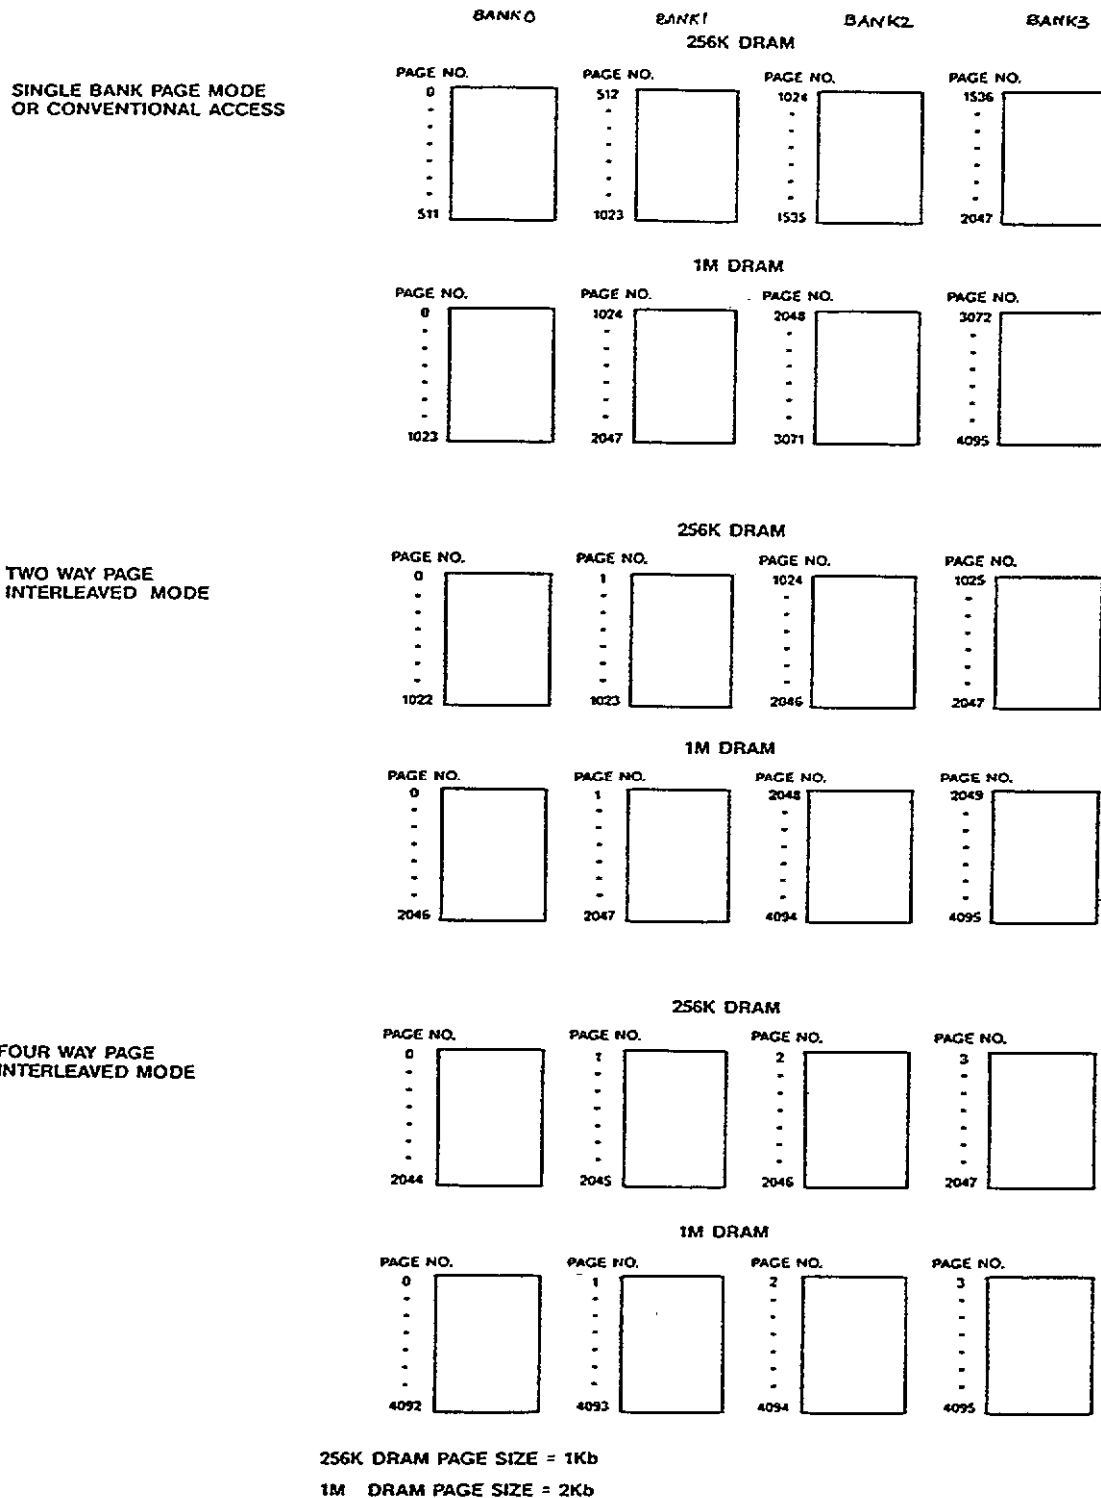 BANK0 BANK1 BANK2 BANK3
256K DRAM
SINGLE BANK PAGE MODE
OR CONVENTIONAL ACCESS
PAGE NO. PAGE NO. PAGE NO. PAGE NO.
0 512 1024 1536
511 1023 1535 2047
1M DRAM
PAGE NO. PAGE NO. PAGE NO. PAGE NO.
0 1024 2048 3072
1023 2047 3071 4095
256K DRAM
TWO WAY PAGE
INTERLEAVED MODE
PAGE NO. PAGE NO. PAGE NO. PAGE NO.
0 1 1024 1025
1022 1023 2046 2047
1M DRAM
PAGE NO. PAGE NO. PAGE NO. PAGE NO.
0 1 2048 2049
2046 2047 4094 4095
256K DRAM
FOUR WAY PAGE
INTERLEAVED MODE
PAGE NO. PAGE NO. PAGE NO. PAGE NO.
0 1 2 3
2044 2045 2046 2047
1M DRAM
PAGE NO. PAGE NO. PAGE NO. PAGE NO.
0 1 2 3
4092 4093 4094 4095
256K DRAM PAGE SIZE = 1Kb
1M DRAM PAGE SIZE = 2Kb